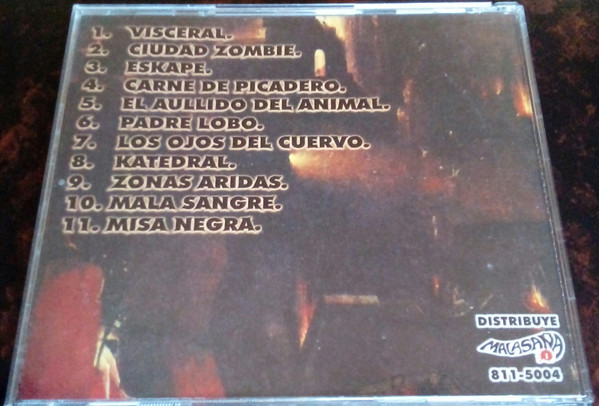 1. VISCERAL.
2. CIUDAD ZOMBIE.
3. ESKAPE.
4. CARNE DE PICADERO.
5. EL AULLIDO DEL ANIMAL.
6. PADRE LOBO.
7. LOS OJOS DEL CUERVO.
8. KATEDRAL.
9. ZONAS ARIDAS.
10. MALA SANGRE.
11. MISA NEGRA.
DISTRIBUYE
MALASANA
811-5004